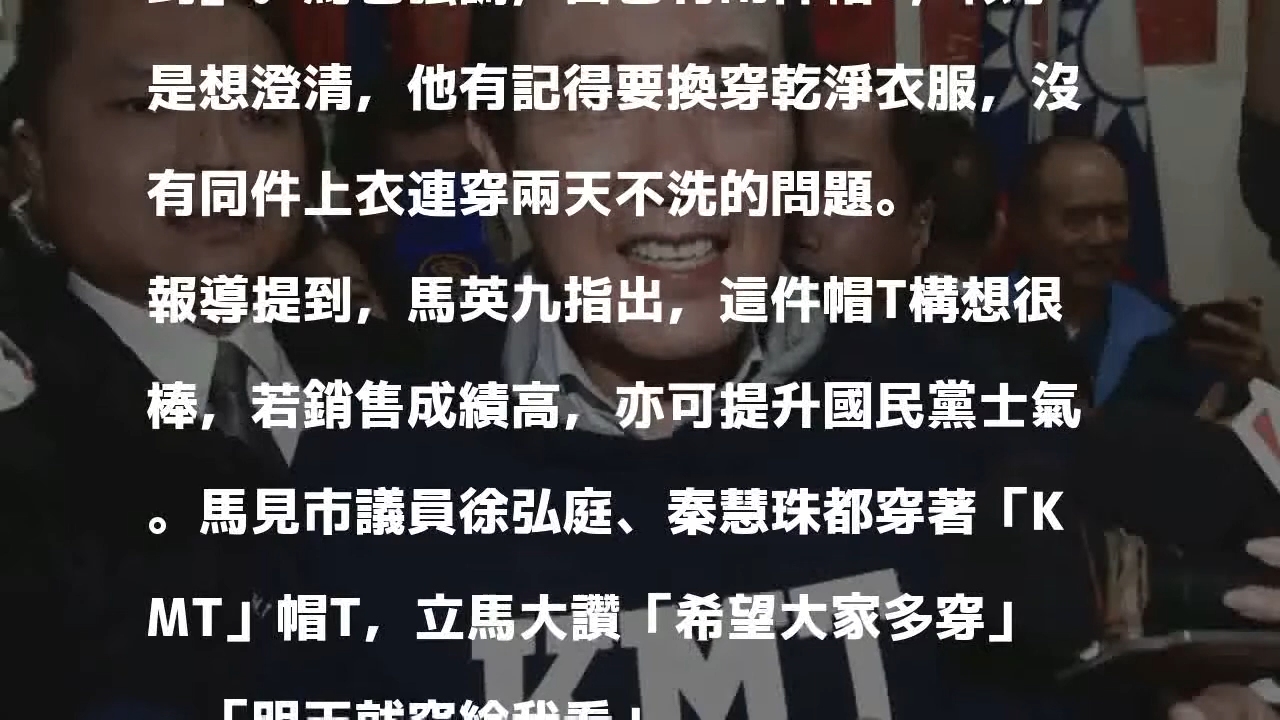 是想澄清，他有記得要換穿乾淨衣服，沒
有同件上衣連穿兩天不洗的問題。
報導提到，馬英九指出，這件帽T構想很
棒，若銷售成績高，亦可提升國民黨士氣
。馬見市議員徐弘庭、秦慧珠都穿著「K
MT」帽T，立馬大讚「希望大家多穿」
KMT